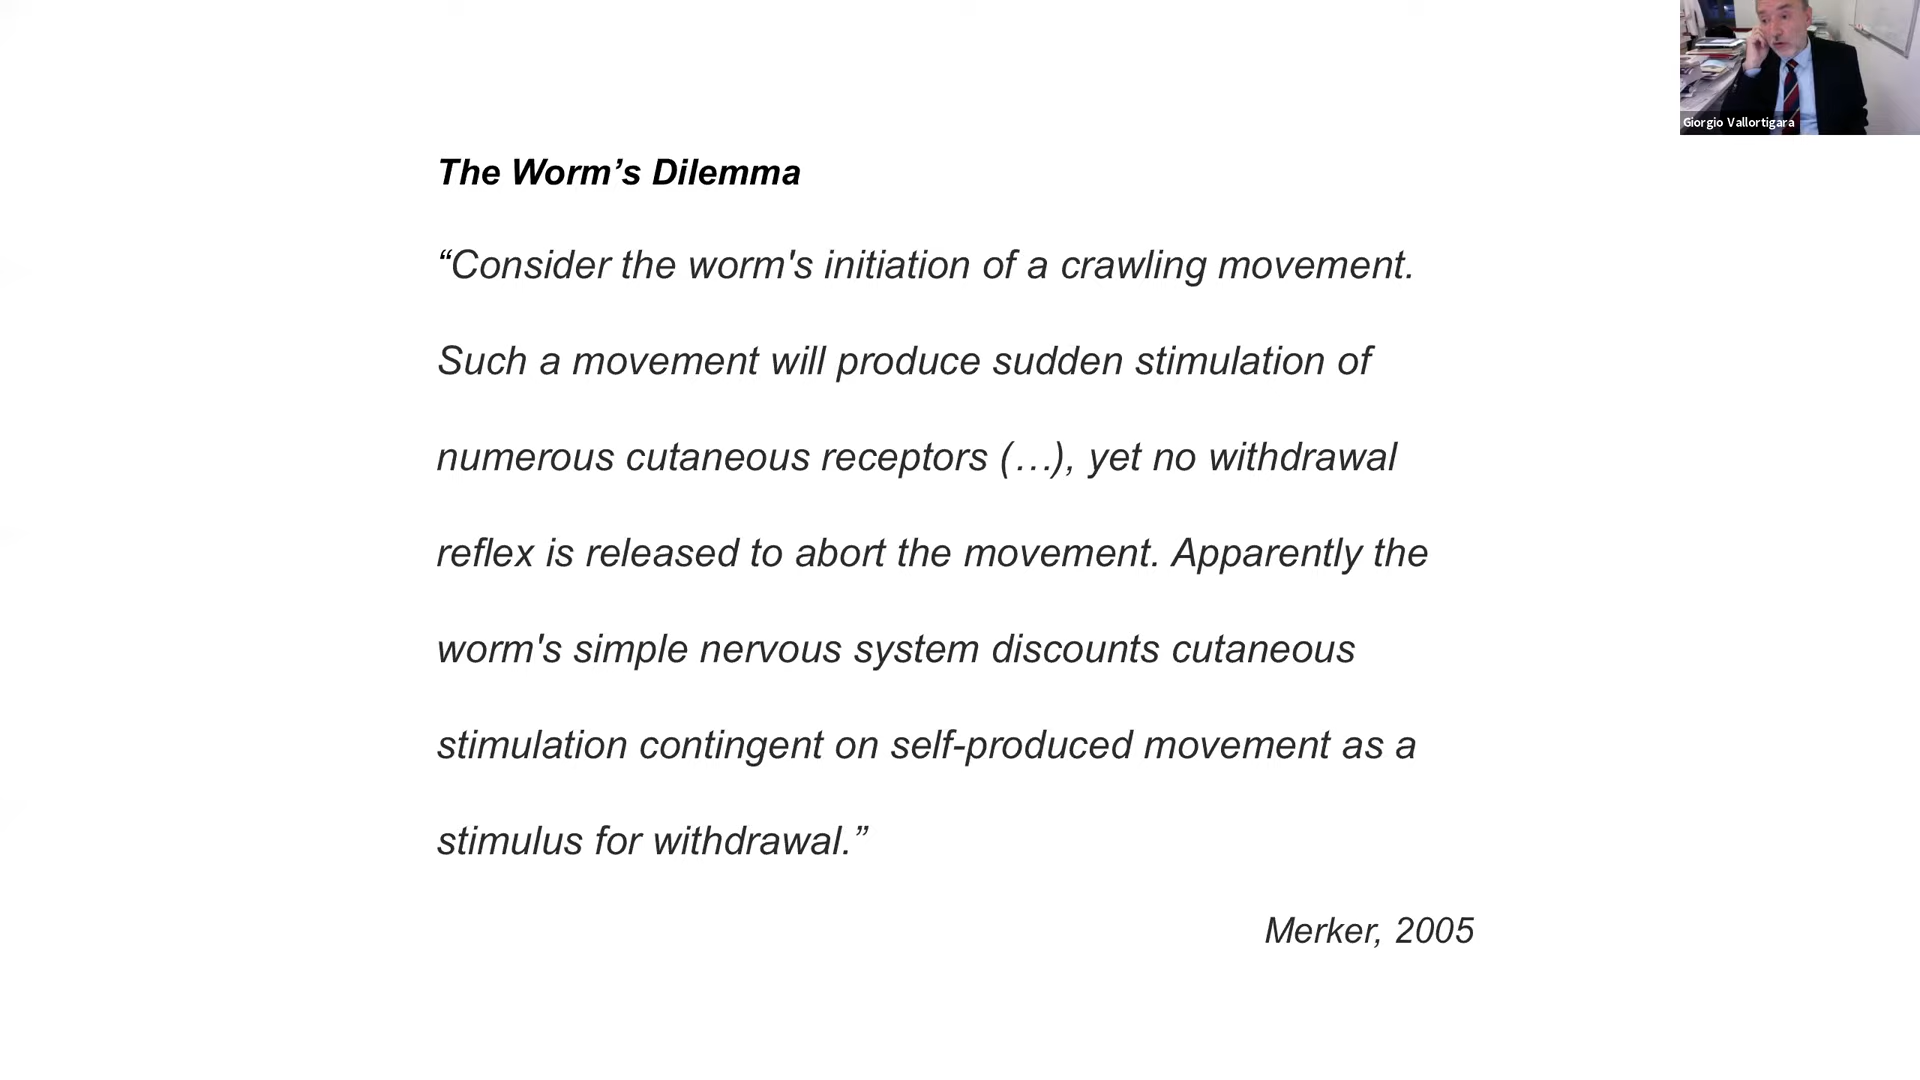 Giorgio Vallortigara
The Worm’s Dilemma
“Consider the worm's initiation of a crawling movement.
Such a movement will produce sudden stimulation of
numerous cutaneous receptors (…), yet no withdrawal
reflex is released to abort the movement. Apparently the
worm's simple nervous system discounts cutaneous
stimulation contingent on self-produced movement as a
stimulus for withdrawal.”
Merker, 2005